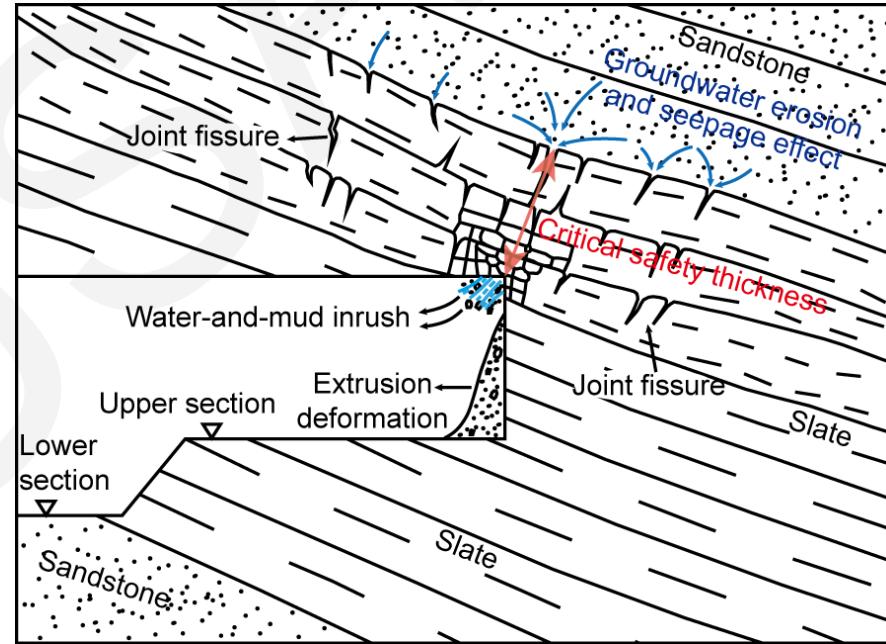 Sandstone
Groundwater erosion
and seepage effect
Joint fissure
Critical safety thickness
Water-and-mud inrush
Extrusion
deformation
Joint fissure
Upper section
Lower
section
Slate
Slate
Sandstone